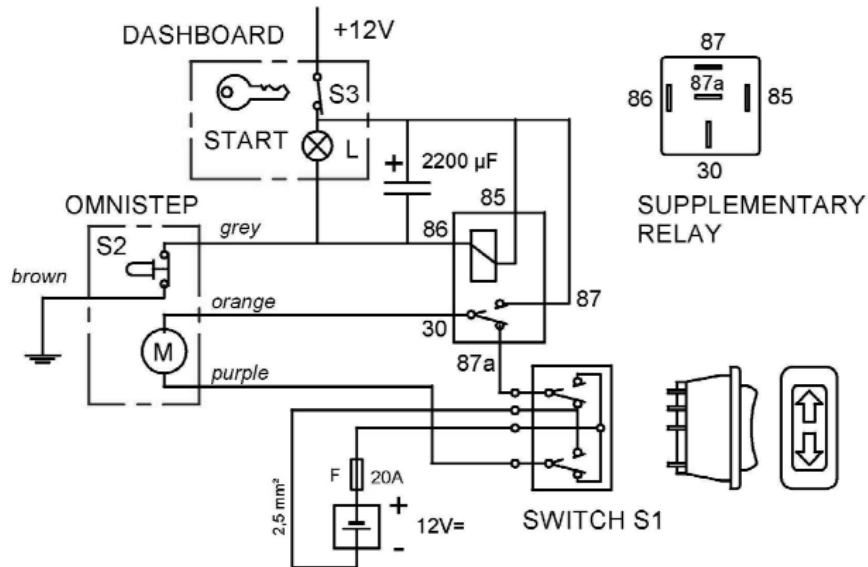 DASHBOARD
+12V
S3
START
L
+ 2200 µF
85
86
87
30
87a
OMNISTEP
S2
grey
brown
orange
M
purple
F 20A
2,5 mm²
+
12V=
-
SWITCH S1
87
87a
86
85
30
SUPPLEMENTARY
RELAY